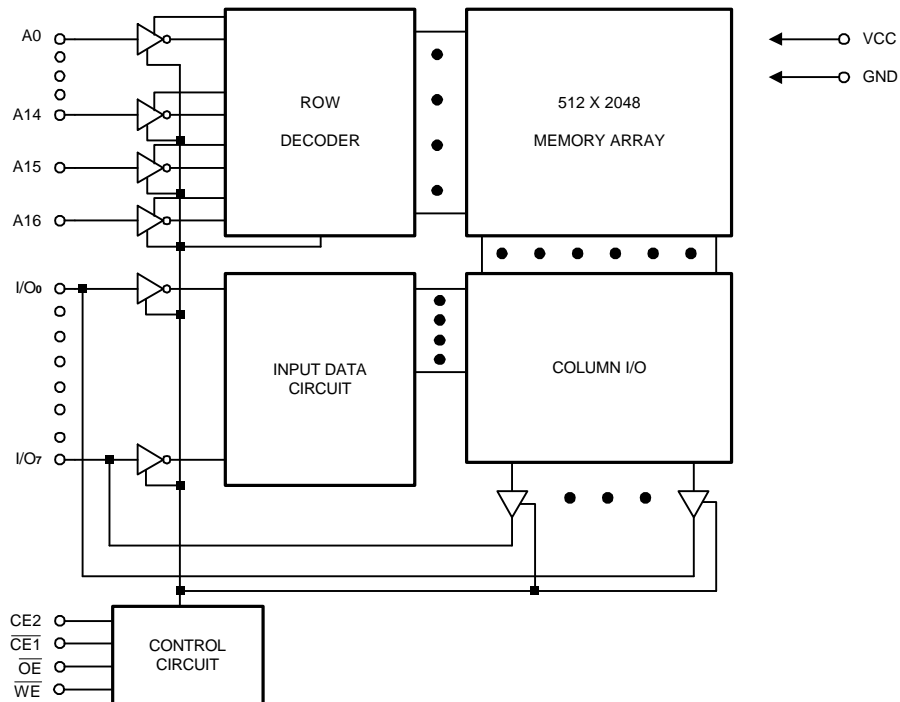 A0
A14
A15
A16
ROW
DECODER
512 X 2048
MEMORY ARRAY
VCC
GND
I/O0
I/O7
INPUT DATA
CIRCUIT
COLUMN I/O
CE2
CE1
OE
WE
CONTROL
CIRCUIT